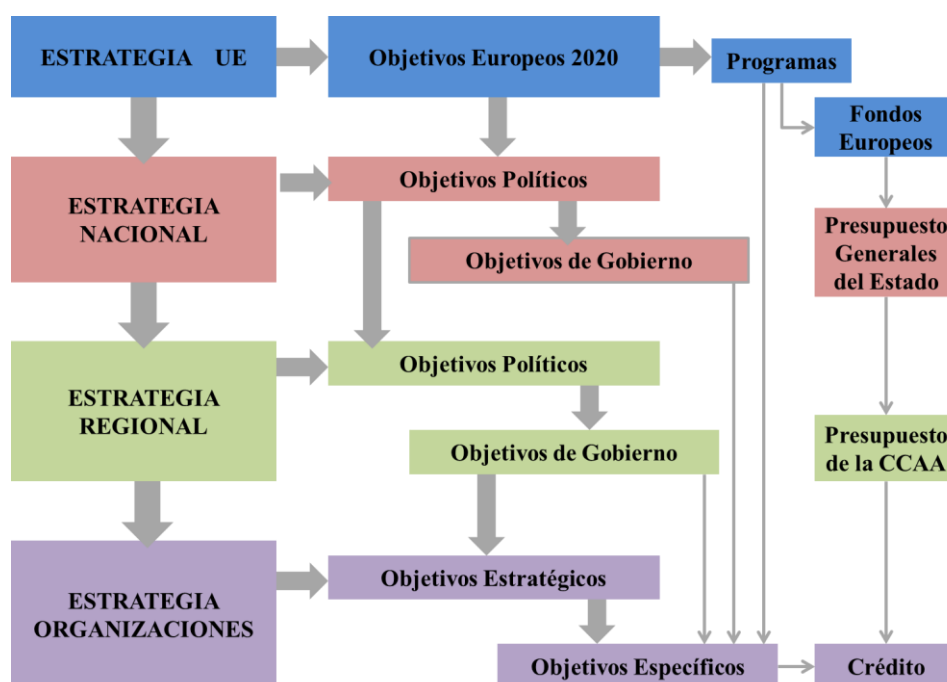 ESTRATEGIA UE
Objetivos Europeos 2020
Programas
Fondos
Europeos
ESTRATEGIA
NACIONAL
Objetivos Políticos
Objetivos de Gobierno
Presupuesto
Generales
del Estado
ESTRATEGIA
REGIONAL
Objetivos Políticos
Objetivos de Gobierno
Presupuesto
de la CCAA
ESTRATEGIA
ORGANIZACIONES
Objetivos Estratégicos
Objetivos Específicos
Crédito